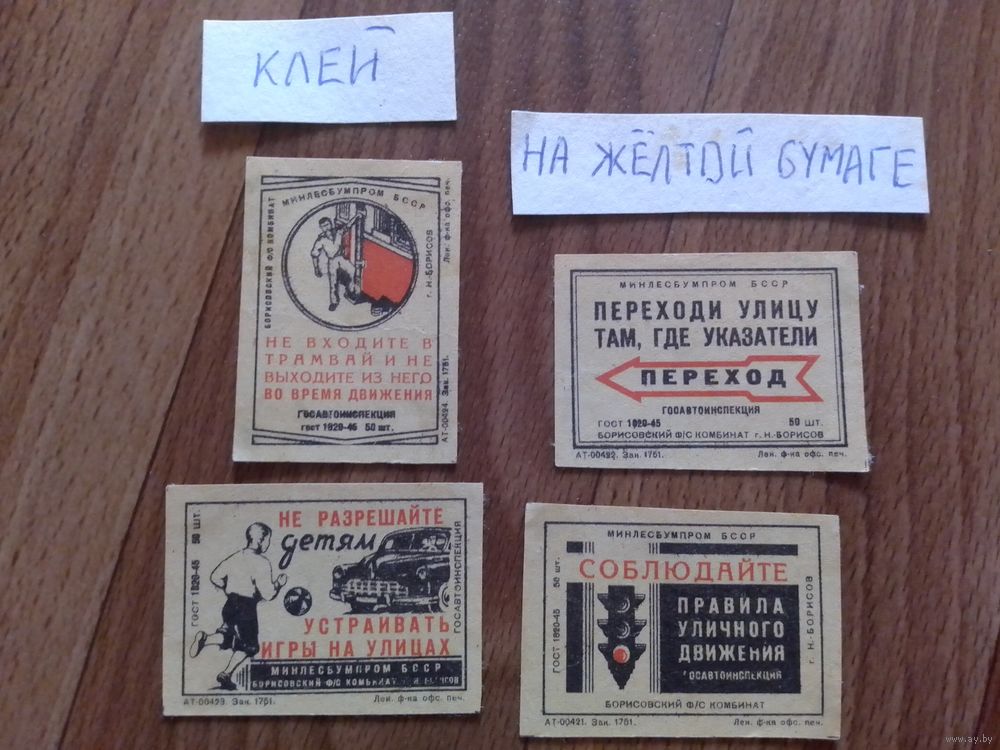 КЛЕЙ
НА ЖЁЛТОЙ БУМАГЕ
МИНЛЕСБУМПРОМ БССР
БОРИСОВСКИЙ Ф/С КОМБИНАТ
г. Н.-БОРИСОВ
НЕ ВХОДИТЕ В
ТРАМВАЙ И НЕ
ВЫХОДИТЕ ИЗ НЕГО
ВО ВРЕМЯ ДВИЖЕНИЯ
ГОСАВТОИНСПЕКЦИЯ
гост 1820-45 50 шт.
АТ-00424. Зак. 1751.
Лен. ф-ка офс. печ.
МИНЛЕСБУМПРОМ БССР
ПЕРЕХОДИ УЛИЦУ
ТАМ, ГДЕ УКАЗАТЕЛИ
ПЕРЕХОД
ГОСАВТОИНСПЕКЦИЯ
ГОСТ 1820-45 50 ШТ.
БОРИСОВСКИЙ Ф/С КОМБИНАТ г. Н.-БОРИСОВ
АТ-00422. Зак. 1751. Лен. ф-ка офс. печ.
НЕ РАЗРЕШАЙТЕ
детям
УСТРАИВАТЬ
ИГРЫ НА УЛИЦАХ
ГОСТ 1820-45 50 ШТ.
ГОСАВТОИНСПЕКЦИЯ
МИНЛЕСБУМПРОМ БССР
БОРИСОВСКИЙ Ф/С КОМБИНАТ г. Н. БОРИСОВ
АТ-00423. Зак. 1751. Лен. ф-ка офс. печ.
МИНЛЕСБУМПРОМ БССР
СОБЛЮДАЙТЕ
ПРАВИЛА
УЛИЧНОГО
ДВИЖЕНИЯ
ГОСАВТОИНСПЕКЦИЯ
ГОСТ 1820-45 50 шт.
г. Н.-БОРИСОВ
БОРИСОВСКИЙ Ф/С КОМБИНАТ
АТ-00421. Зак. 1751. Лен. ф-ка офс. печ.
www.ay.by